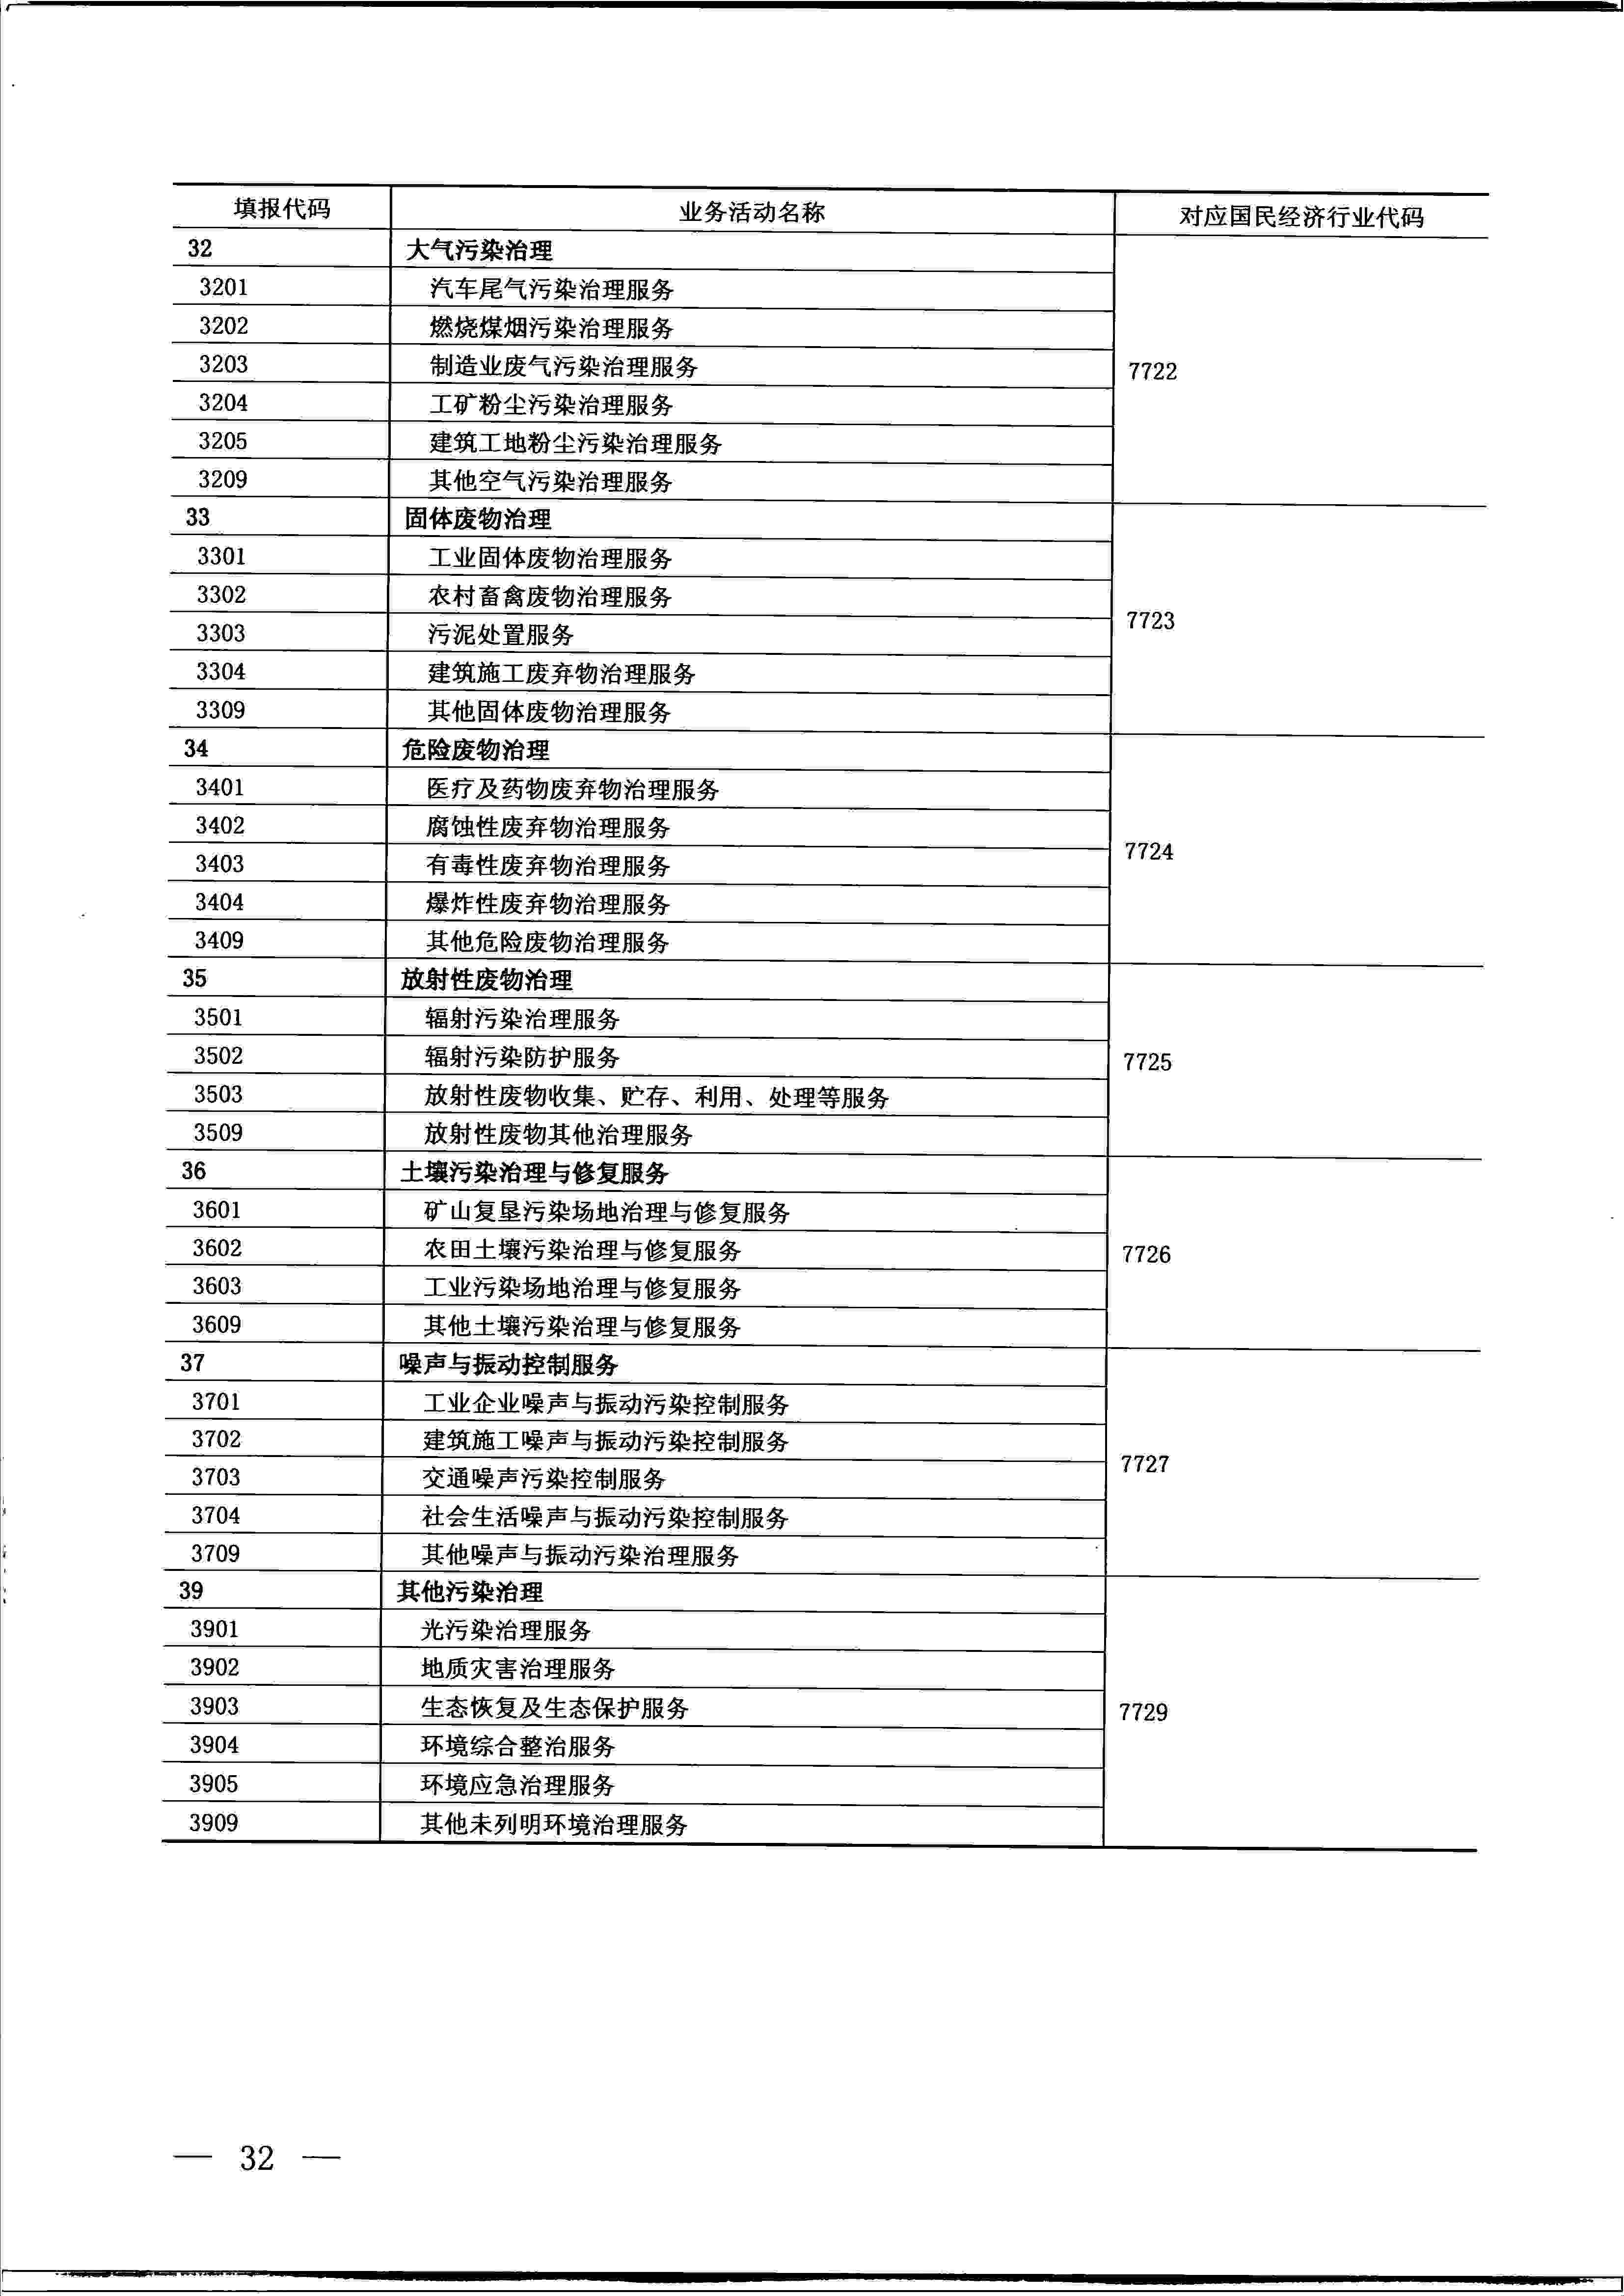 填报代码 业务活动名称 对应国民经济行业代码
32 大气污染治理
3201 汽车尾气污染治理服务
3202 燃烧煤烟污染治理服务
3203 制造业废气污染治理服务 7722
3204 工矿粉尘污染治理服务
3205 建筑工地粉尘污染治理服务
3209 其他空气污染治理服务
33 固体废物治理
3301 工业固体废物治理服务
3302 农村畜禽废物治理服务
3303 污泥处置服务 7723
3304 建筑施工废弃物治理服务
3309 其他固体废物治理服务
34 危险废物治理
3401 医疗及药物废弃物治理服务
3402 腐蚀性废弃物治理服务
3403 有毒性废弃物治理服务 7724
3404 爆炸性废弃物治理服务
3409 其他危险废物治理服务
35 放射性废物治理
3501 辐射污染治理服务
3502 辐射污染防护服务 7725
3503 放射性废物收集、贮存、利用、处理等服务
3509 放射性废物其他治理服务
36 土壤污染治理与修复服务
3601 矿山复垦污染场地治理与修复服务
3602 农田土壤污染治理与修复服务 7726
3603 工业污染场地治理与修复服务
3609 其他土壤污染治理与修复服务
37 噪声与振动控制服务
3701 工业企业噪声与振动污染控制服务
3702 建筑施工噪声与振动污染控制服务
3703 交通噪声污染控制服务 7727
3704 社会生活噪声与振动污染控制服务
3709 其他噪声与振动污染治理服务
39 其他污染治理
3901 光污染治理服务
3902 地质灾害治理服务
3903 生态恢复及生态保护服务 7729
3904 环境综合整治服务
3905 环境应急治理服务
3909 其他未列明环境治理服务
— 32 —